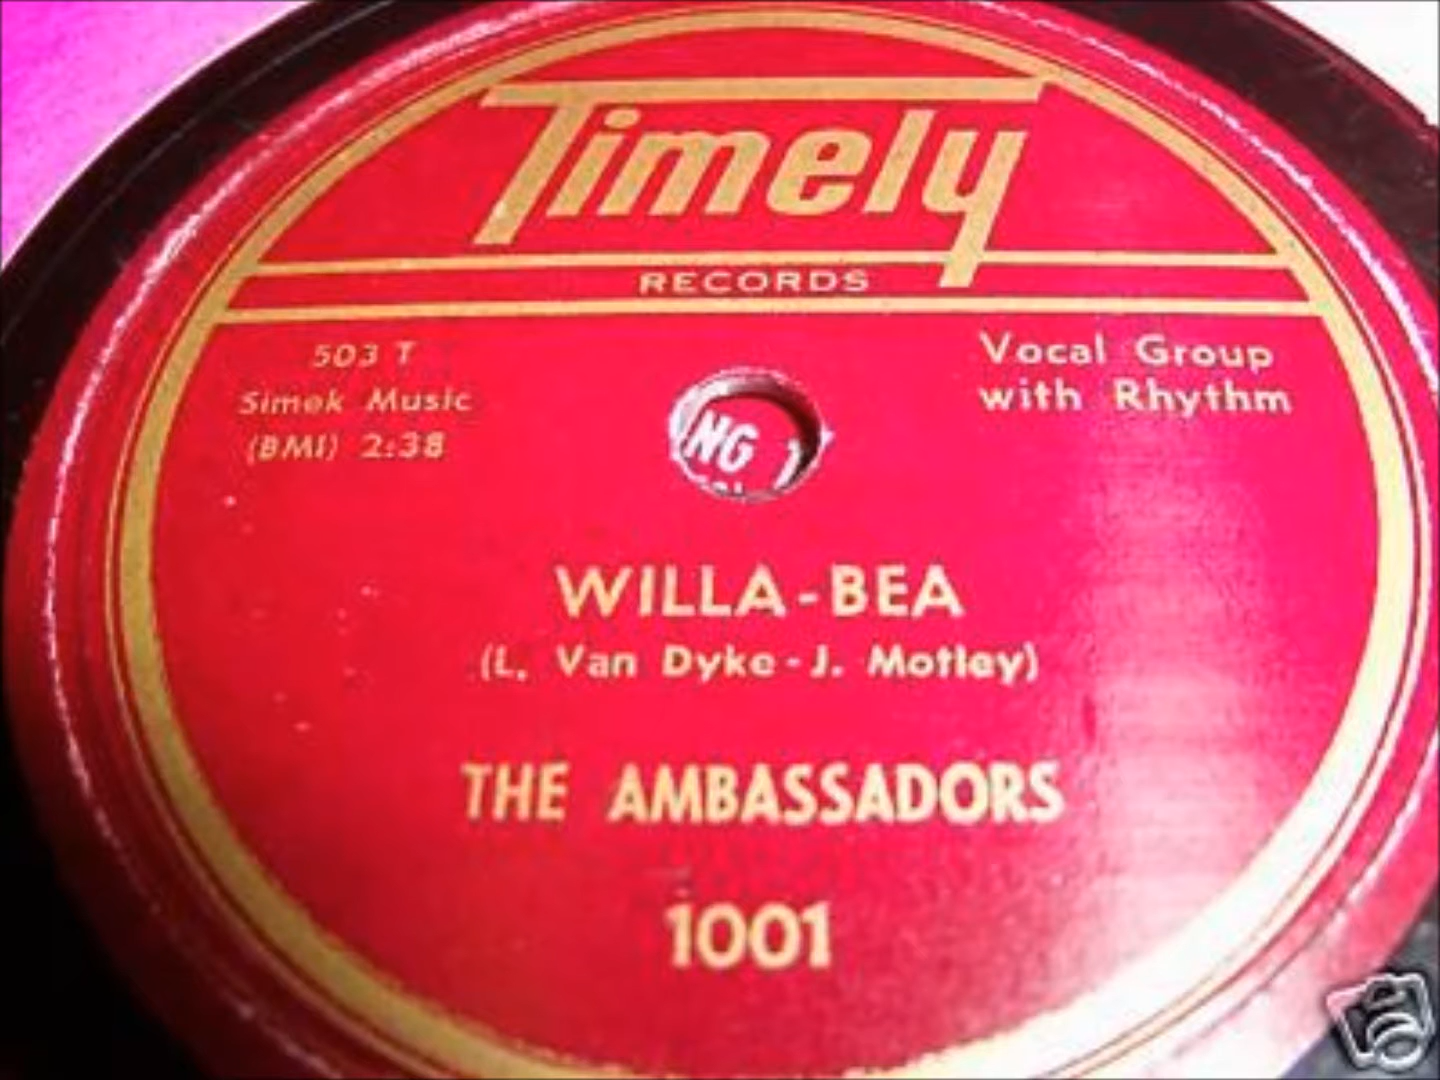 Timely
RECORDS
503 T
Simek Music
(BMI) 2:38
Vocal Group
with Rhythm
NG
WILLA-BEA
(L. Van Dyke - J. Motley)
THE AMBASSADORS
1001